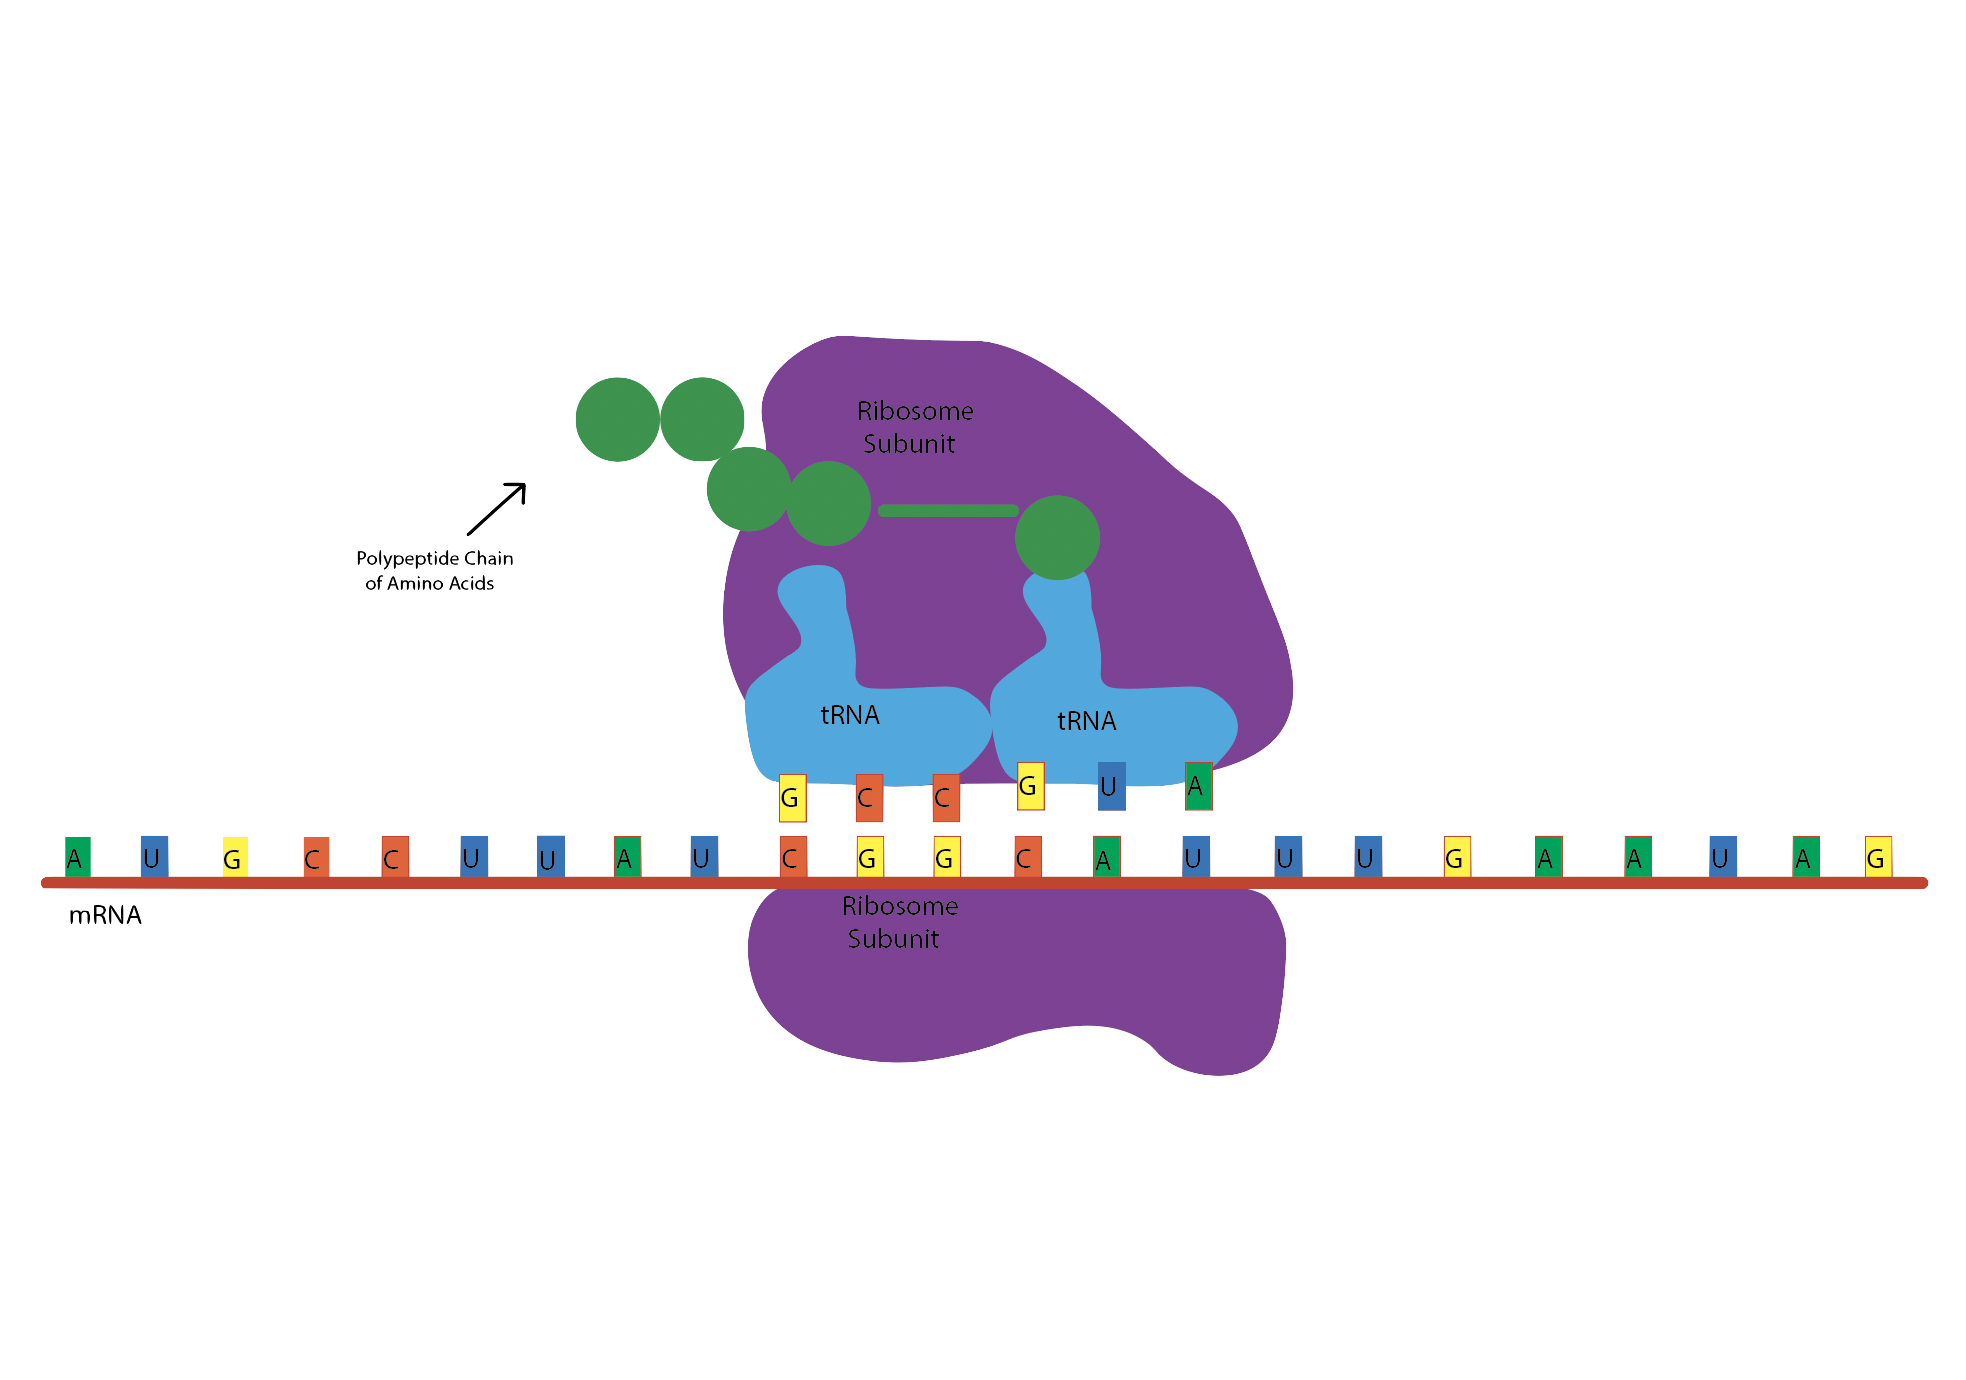 Ribosome
Subunit
Polypeptide Chain
of Amino Acids
tRNA
tRNA
G C C G U A
A U G C C U U A U C G G C A U U U G A A U A G
mRNA
Ribosome
Subunit